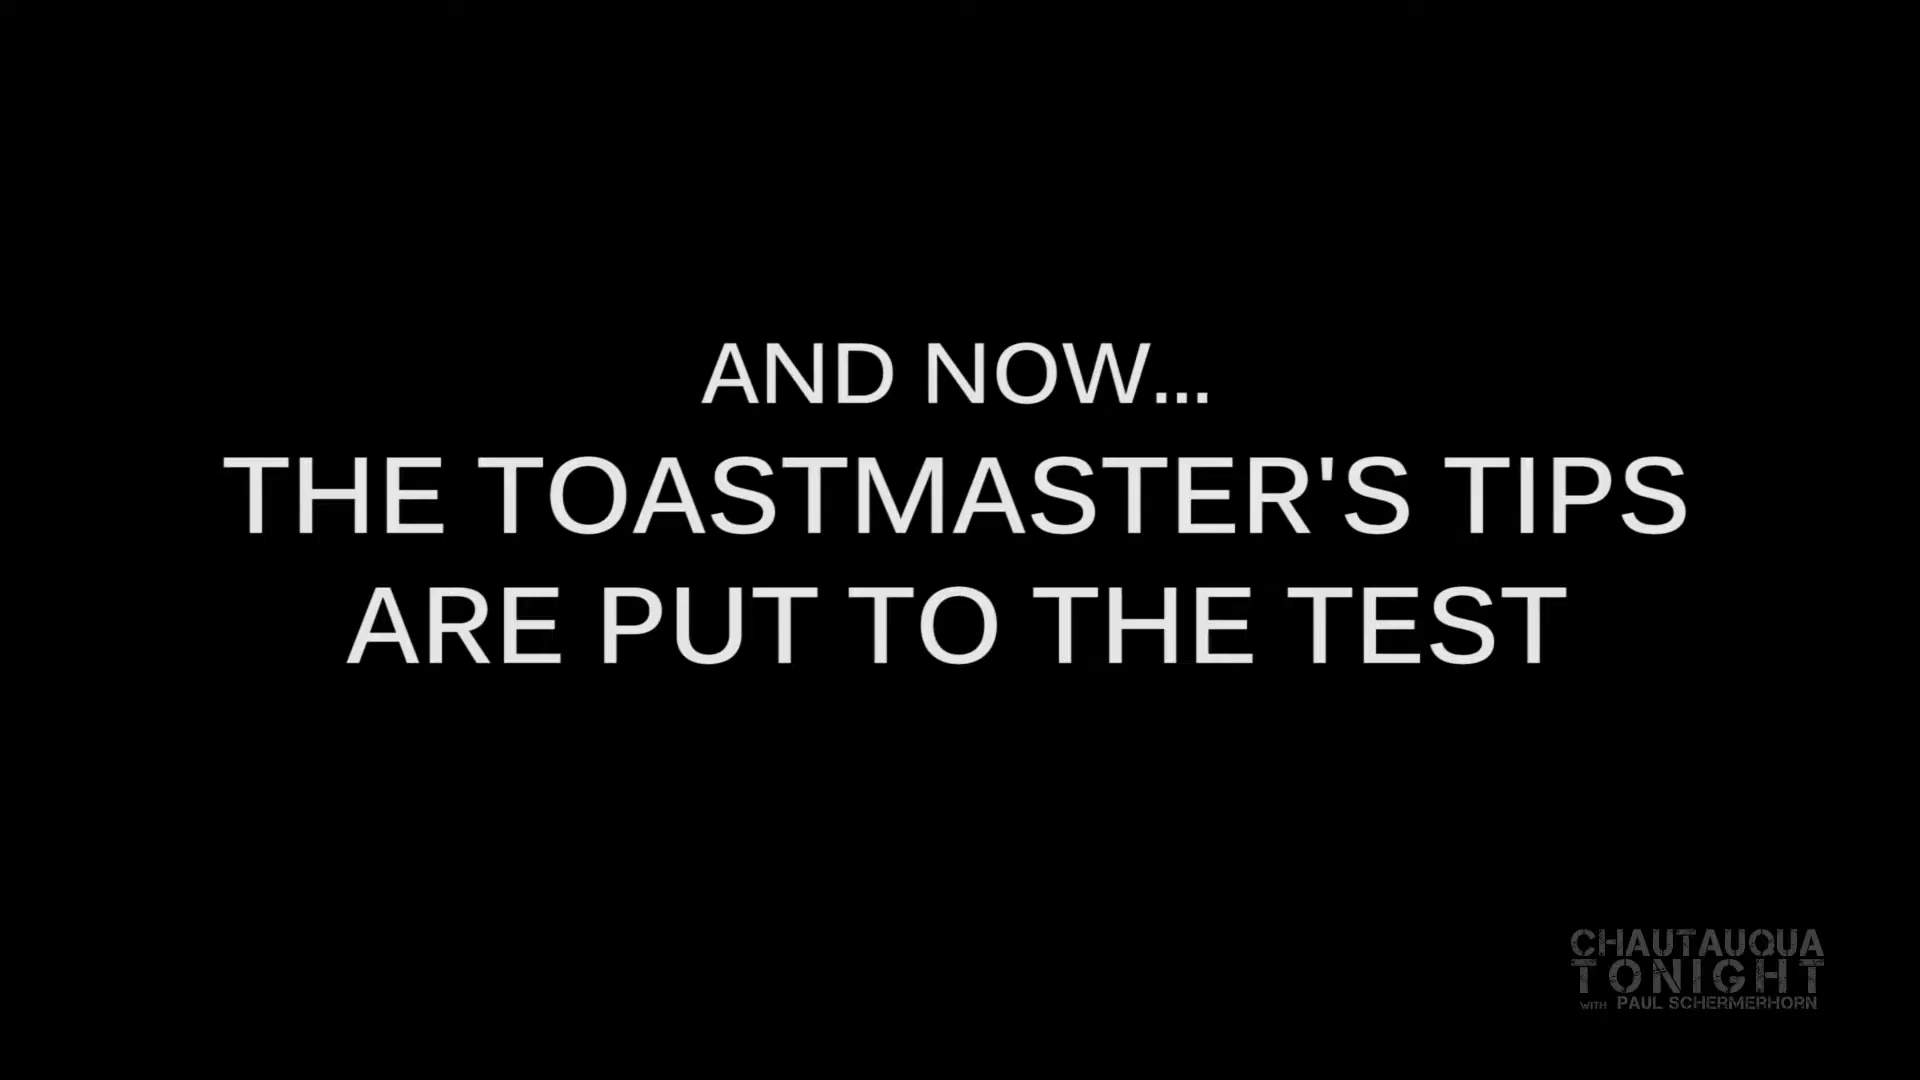 AND NOW...
THE TOASTMASTER'S TIPS
ARE PUT TO THE TEST
CHAUTAUQUA
TONIGHT
WITH PAUL SCHERMERHORN